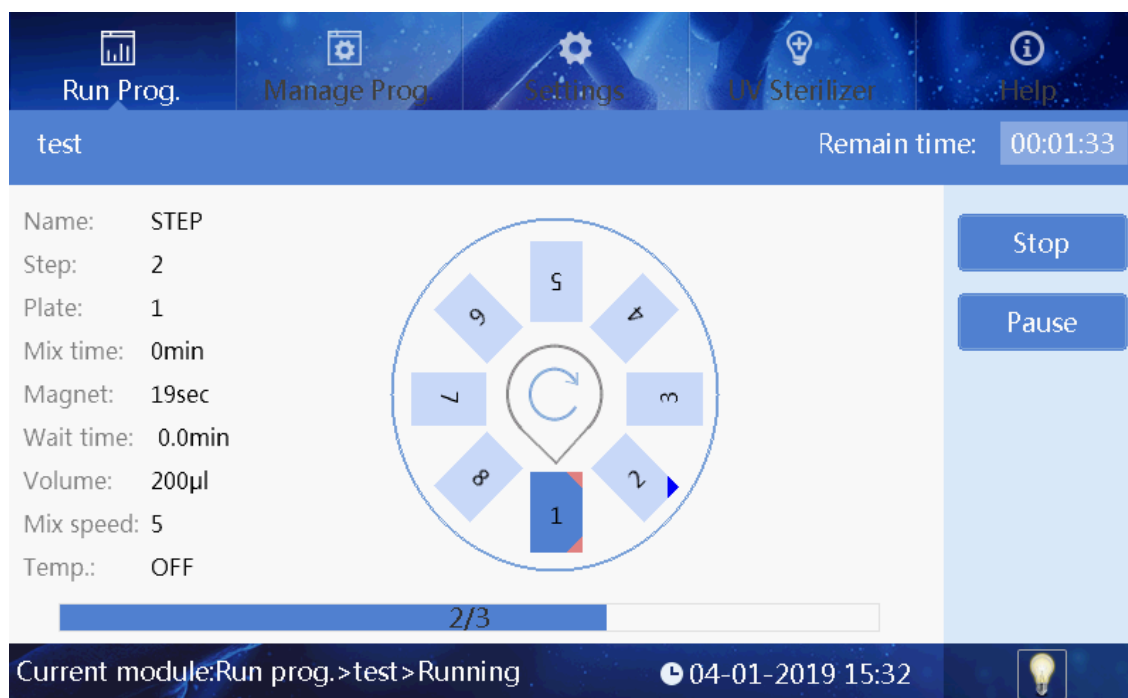 Run Prog. Manage Prog. Settings UV Sterilizer Help
test Remain time: 00:01:33
Name: STEP
Step: 2
Plate: 1
Mix time: 0min
Magnet: 19sec
Wait time: 0.0min
Volume: 200µl
Mix speed: 5
Temp.: OFF
5
6 4
7 3
8 2
1
Stop
Pause
2/3
Current module:Run prog.>test>Running 04-01-2019 15:32